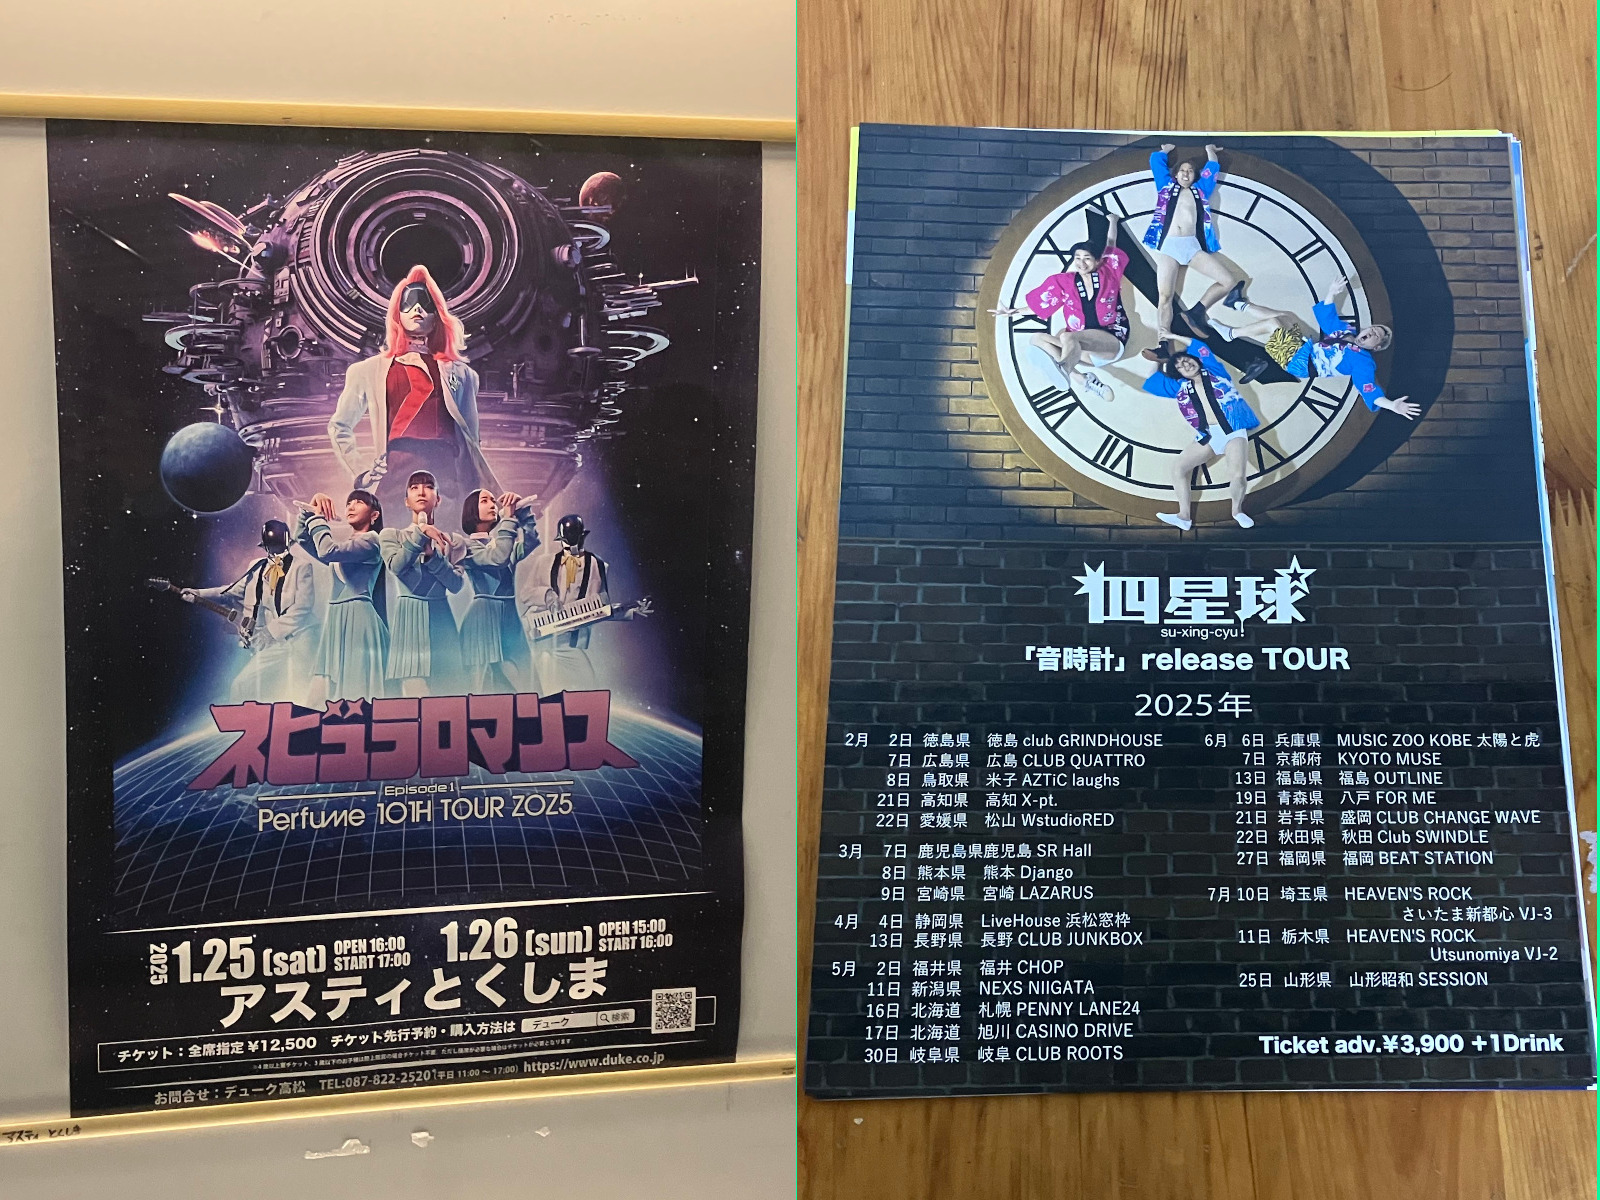 ネビュラロマンス
Episode 1
Perfume 10TH TOUR ZOZ5
2025 1.25 (sat) OPEN 16:00 START 17:00 1.26 (sun) OPEN 15:00 START 16:00
アスティとくしま
チケット先行予約・購入方法は デューク 検索
チケット：全席指定 ¥12,500
お問合せ：デューク高松 TEL:087-822-2520 (平日 11:00～17:00) https://www.duke.co.jp
アスティ とくしま
四星球
su-xing-cyu!
「音時計」release TOUR
2025年
2月 2日 徳島県 徳島 club GRINDHOUSE
7日 広島県 広島 CLUB QUATTRO
8日 鳥取県 米子 AZTiC laughs
21日 高知県 高知 X-pt.
22日 愛媛県 松山 WstudioRED
3月 7日 鹿児島県鹿児島 SR Hall
8日 熊本県 熊本 Django
9日 宮崎県 宮崎 LAZARUS
4月 4日 静岡県 LiveHouse 浜松窓枠
13日 長野県 長野 CLUB JUNKBOX
5月 2日 福井県 福井 CHOP
11日 新潟県 NEXS NIIGATA
16日 北海道 札幌 PENNY LANE24
17日 北海道 旭川 CASINO DRIVE
30日 岐阜県 岐阜 CLUB ROOTS
6月 6日 兵庫県 MUSIC ZOO KOBE 太陽と虎
7日 京都府 KYOTO MUSE
13日 福島県 福島 OUTLINE
19日 青森県 八戸 FOR ME
21日 岩手県 盛岡 CLUB CHANGE WAVE
22日 秋田県 秋田 Club SWINDLE
27日 福岡県 福岡 BEAT STATION
7月 10日 埼玉県 HEAVEN'S ROCK
さいたま新都心 VJ-3
11日 栃木県 HEAVEN'S ROCK
Utsunomiya VJ-2
25日 山形県 山形昭和 SESSION
Ticket adv.¥3,900 +1Drink